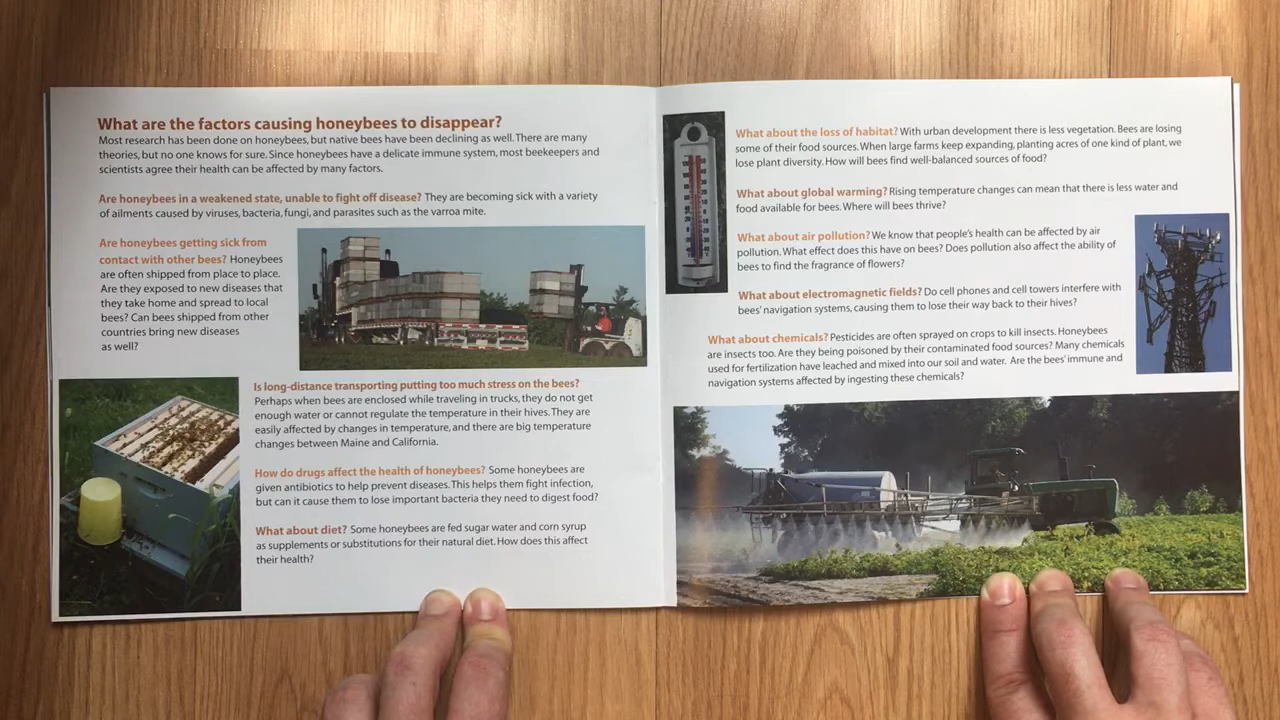 What are the factors causing honeybees to disappear?
Most research has been done on honeybees, but native bees have been declining as well. There are many
theories, but no one knows for sure. Since honeybees have a delicate immune system, most beekeepers and
scientists agree their health can be affected by many factors.
Are honeybees in a weakened state, unable to fight off disease? They are becoming sick with a variety
of ailments caused by viruses, bacteria, fungi, and parasites such as the varroa mite.
Are honeybees getting sick from
contact with other bees? Honeybees
are often shipped from place to place.
Are they exposed to new diseases that
they take home and spread to local
bees? Can bees shipped from other
countries bring new diseases
as well?
Is long-distance transporting putting too much stress on the bees?
Perhaps when bees are enclosed while traveling in trucks, they do not get
enough water or cannot regulate the temperature in their hives. They are
easily affected by changes in temperature, and there are big temperature
changes between Maine and California.
How do drugs affect the health of honeybees? Some honeybees are
given antibiotics to help prevent diseases. This helps them fight infection,
but can it cause them to lose important bacteria they need to digest food?
What about diet? Some honeybees are fed sugar water and corn syrup
as supplements or substitutions for their natural diet. How does this affect
their health?
What about the loss of habitat? With urban development there is less vegetation. Bees are losing
some of their food sources. When large farms keep expanding, planting acres of one kind of plant, we
lose plant diversity. How will bees find well-balanced sources of food?
What about global warming? Rising temperature changes can mean that there is less water and
food available for bees. Where will bees thrive?
What about air pollution? We know that people's health can be affected by air
pollution. What effect does this have on bees? Does pollution also affect the ability of
bees to find the fragrance of flowers?
What about electromagnetic fields? Do cell phones and cell towers interfere with
bees' navigation systems, causing them to lose their way back to their hives?
What about chemicals? Pesticides are often sprayed on crops to kill insects. Honeybees
are insects too. Are they being poisoned by their contaminated food sources? Many chemicals
used for fertilization have leached and mixed into our soil and water. Are the bees' immune and
navigation systems affected by ingesting these chemicals?